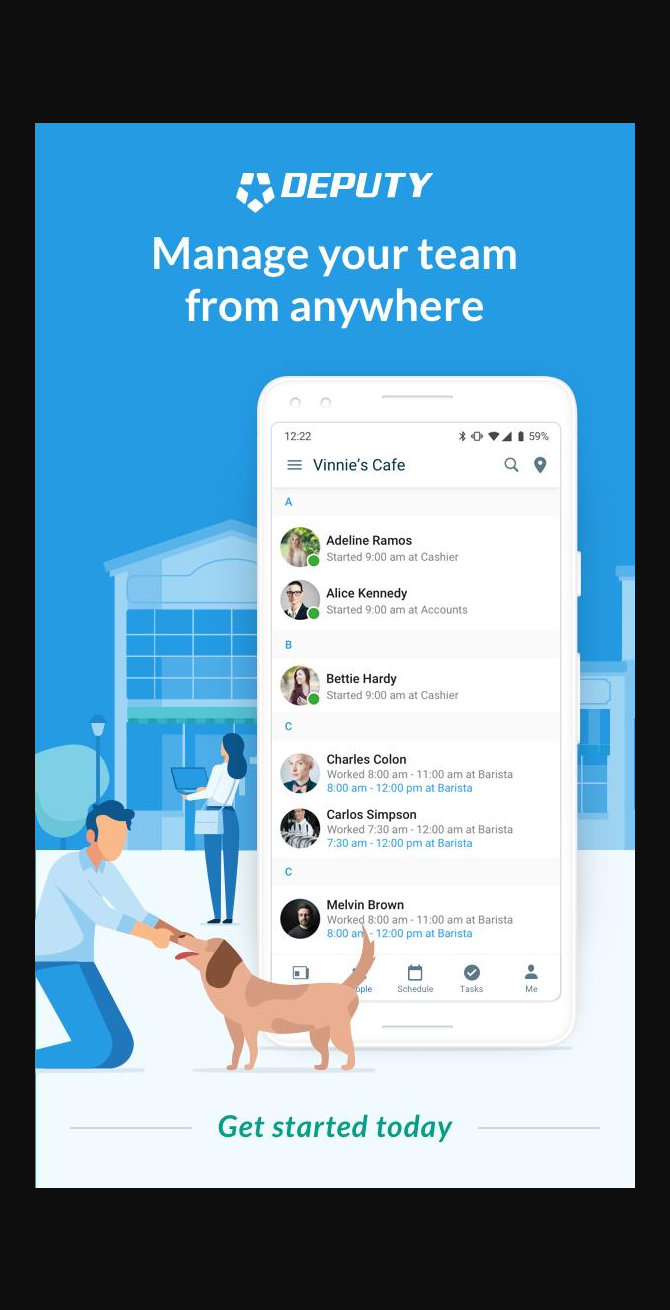 DEPUTY
Manage your team
from anywhere
12:22
59%
Vinnie's Cafe
A
Adeline Ramos
Started 9:00 am at Cashier
Alice Kennedy
Started 9:00 am at Accounts
B
Bettie Hardy
Started 9:00 am at Cashier
C
Charles Colon
Worked 8:00 am - 11:00 am at Barista
8:00 am - 12:00 pm at Barista
Carlos Simpson
Worked 7:30 am - 12:00 am at Barista
7:30 am - 12:00 pm at Barista
C
Melvin Brown
Worked 8:00 am - 11:00 am at Barista
8:00 am - 12:00 pm at Barista
Schedule
Tasks
Me
Get started today